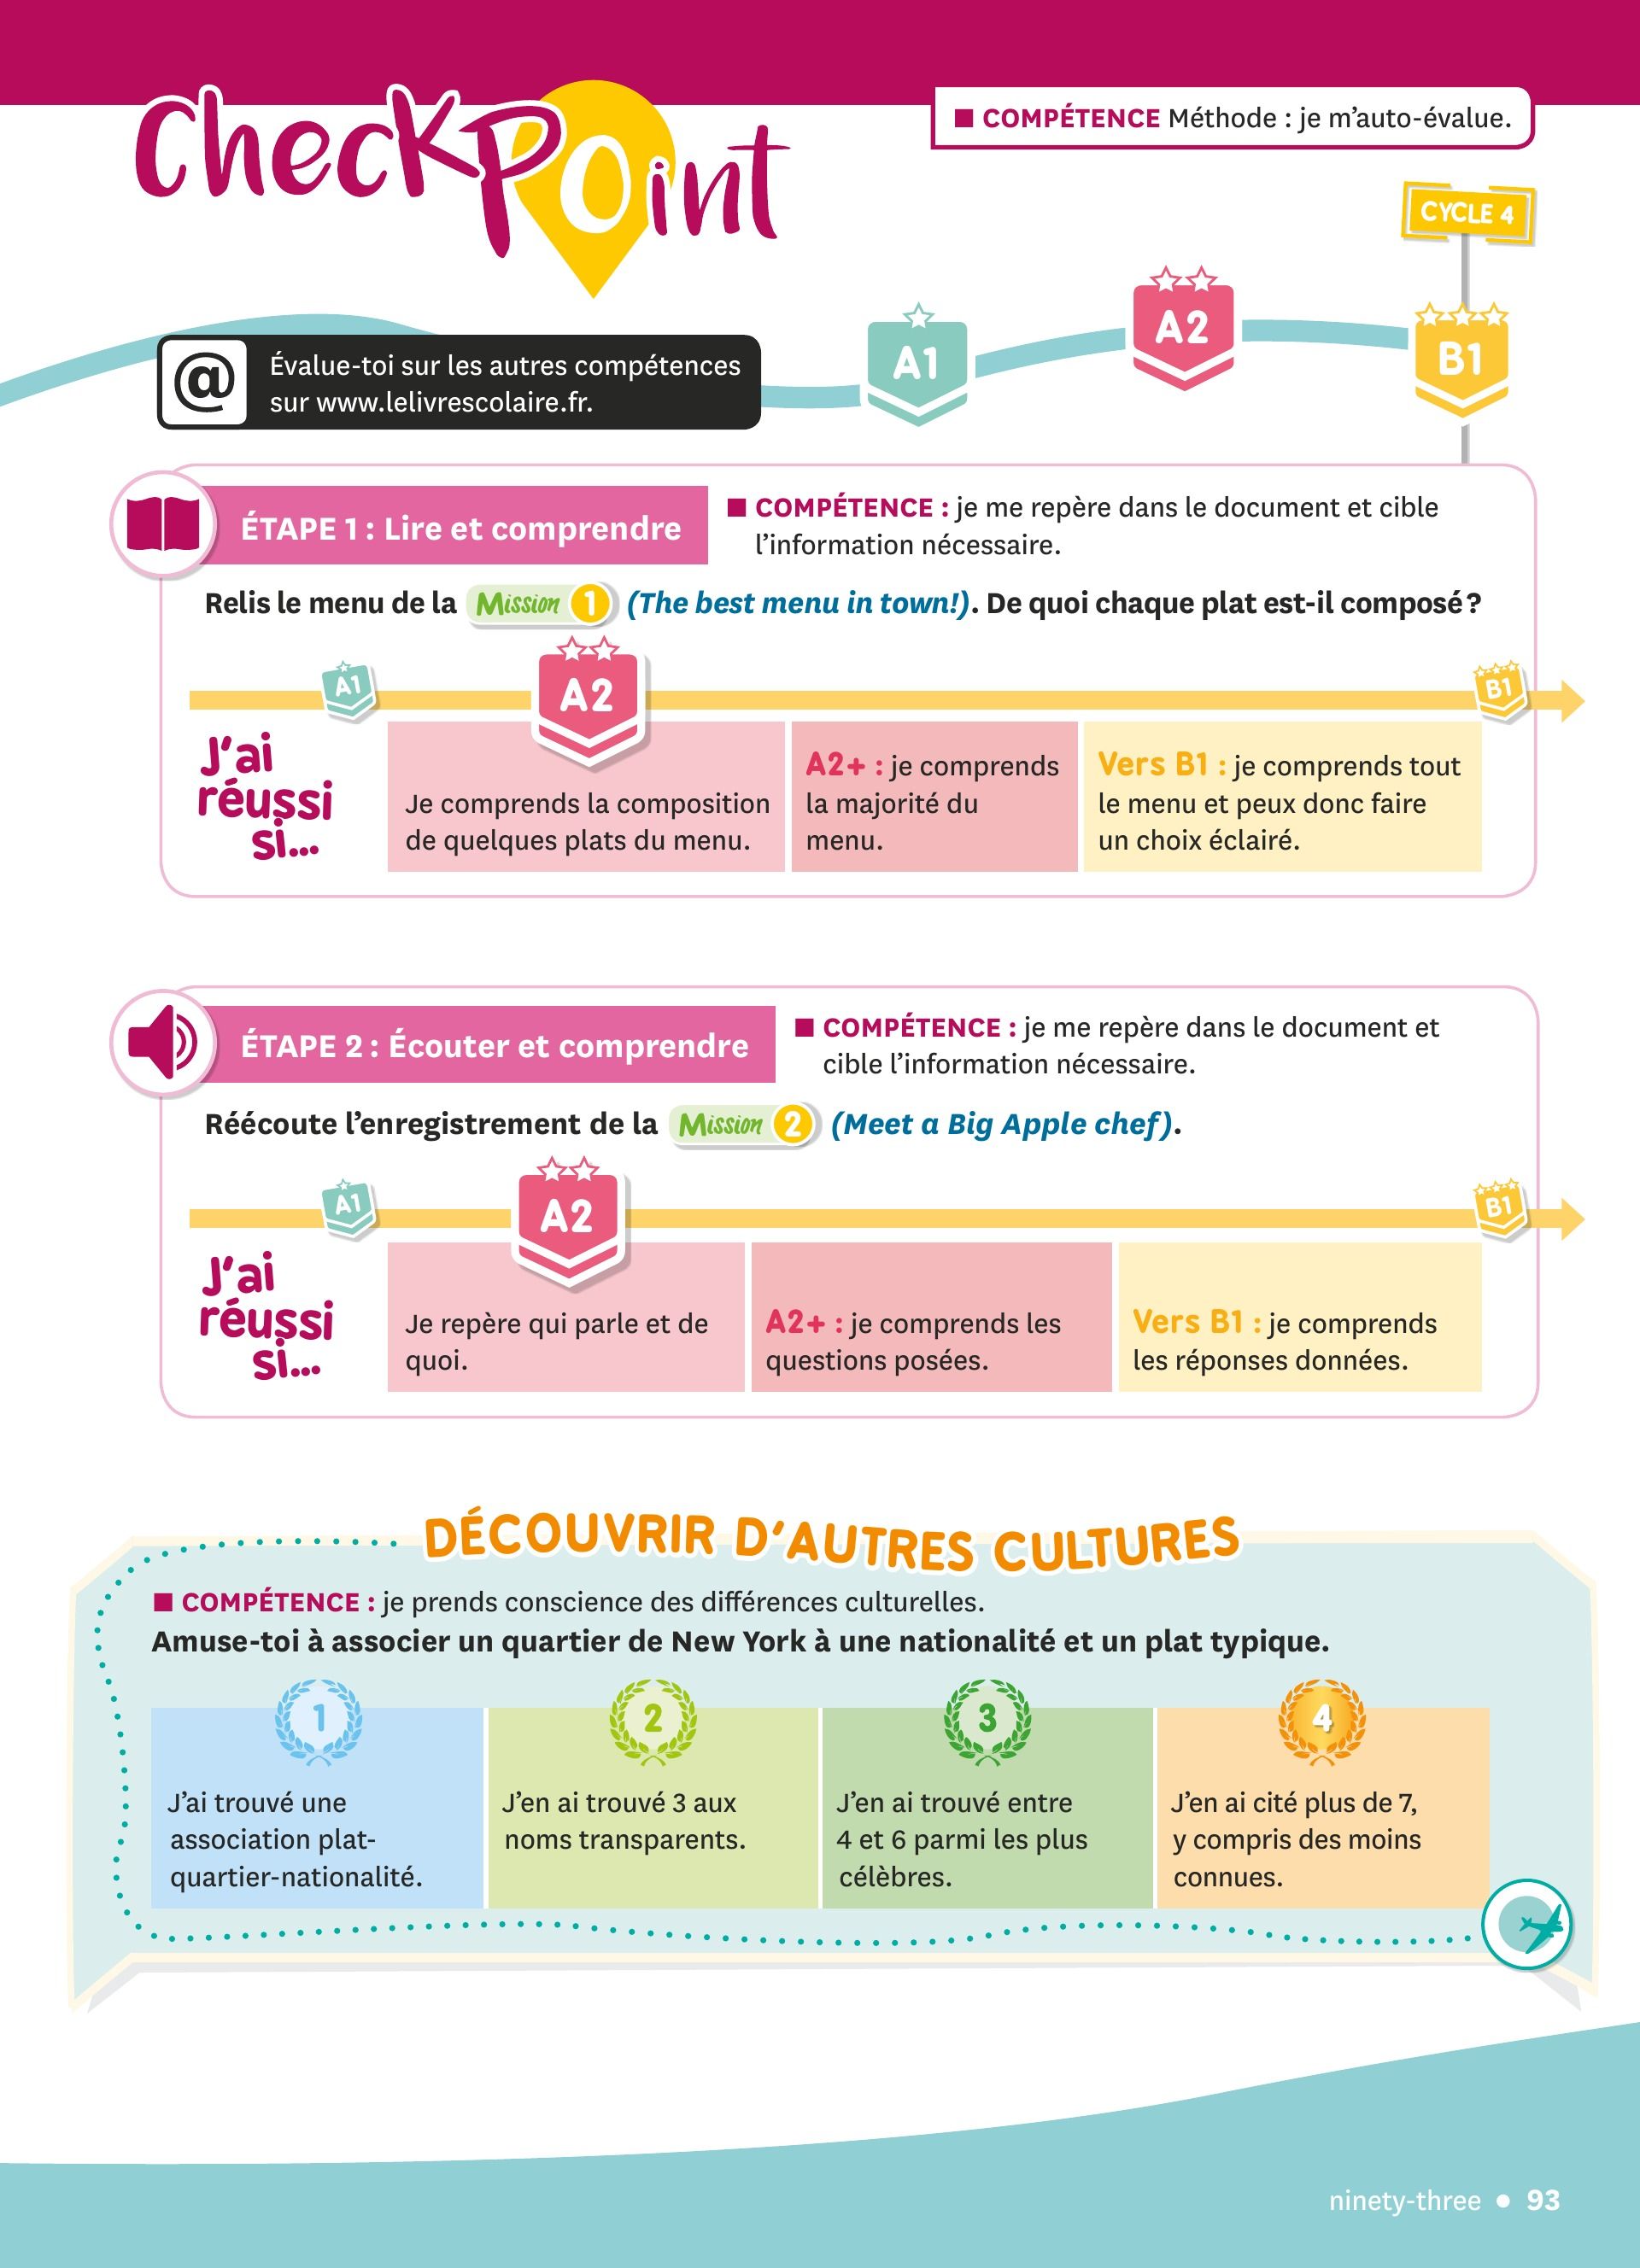 CheckPoint
■ COMPÉTENCE Méthode : je m'auto-évalue.
CYCLE 4
A1
A2
B1
@
Évalue-toi sur les autres compétences
sur www.lelivrescolaire.fr.
ÉTAPE 1 : Lire et comprendre
■ COMPÉTENCE : je me repère dans le document et cible
l'information nécessaire.
Relis le menu de la Mission 1 (The best menu in town!). De quoi chaque plat est-il composé ?
A1
A2
B1
J'ai
réussi
si...
Je comprends la composition
de quelques plats du menu.
A2+ : je comprends
la majorité du
menu.
Vers B1 : je comprends tout
le menu et peux donc faire
un choix éclairé.
ÉTAPE 2 : Écouter et comprendre
■ COMPÉTENCE : je me repère dans le document et
cible l'information nécessaire.
Réécoute l'enregistrement de la Mission 2 (Meet a Big Apple chef).
A1
A2
B1
J'ai
réussi
si...
Je repère qui parle et de
quoi.
A2+ : je comprends les
questions posées.
Vers B1 : je comprends
les réponses données.
DÉCOUVRIR D'AUTRES CULTURES
■ COMPÉTENCE : je prends conscience des différences culturelles.
Amuse-toi à associer un quartier de New York à une nationalité et un plat typique.
1
J'ai trouvé une
association plat-
quartier-nationalité.
2
J'en ai trouvé 3 aux
noms transparents.
3
J'en ai trouvé entre
4 et 6 parmi les plus
célèbres.
4
J'en ai cité plus de 7,
y compris des moins
connues.
ninety-three • 93